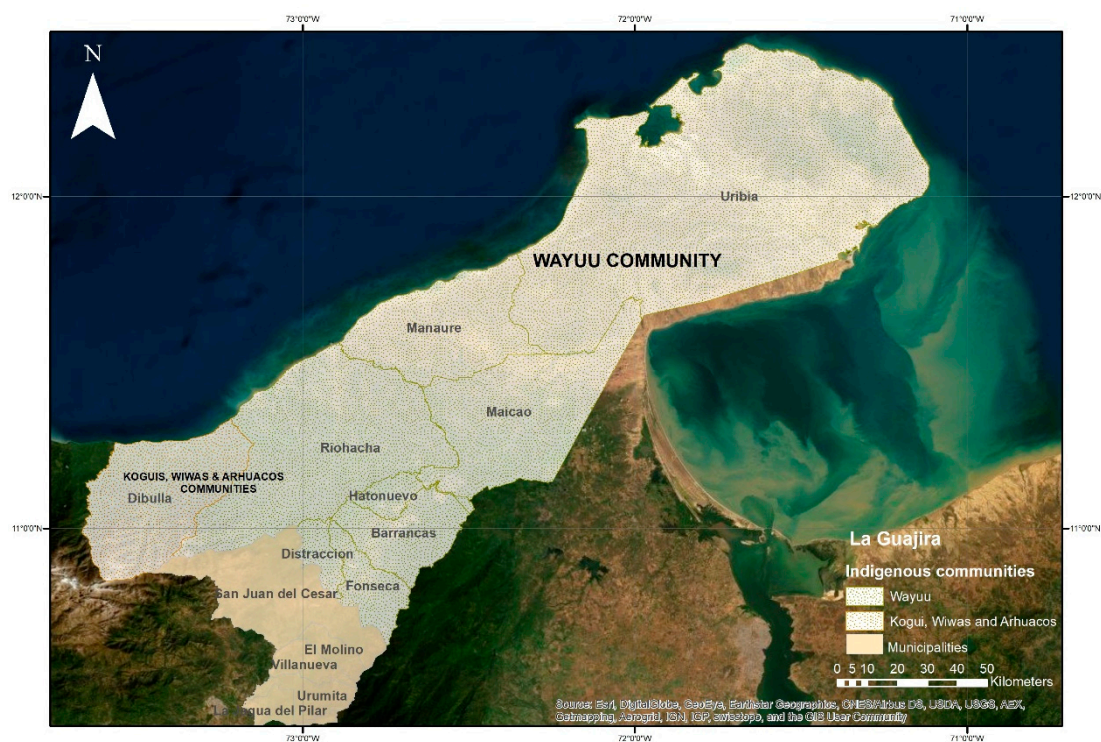 73°0'0"W 72°0'0"W 71°0'0"W
N
12°0'0"N 12°0'0"N
Uribia
WAYUU COMMUNITY
Manaure
Maicao
Riohacha
KOGUIS, WIWAS & ARHUACOS
COMMUNITIES
Dibulla
Hatonuevo
11°0'0"N 11°0'0"N
Barrancas
La Guajira
Distraccion
Indigenous communities
Fonseca
San Juan del Cesar
Wayuu
Kogui, Wiwas and Arhuacos
Municipalities
El Molino
Villanueva
0 5 10 20 30 40 50
Kilometers
Urumita
La Jagua del Pilar
Source: Esri, DigitalGlobe, GeoEye, Earthstar Geographics, CNES/Airbus DS, USDA, USGS, AEX,
Getmapping, Aerogrid, IGN, IGP, swisstopo, and the GIS User Community
73°0'0"W 72°0'0"W 71°0'0"W